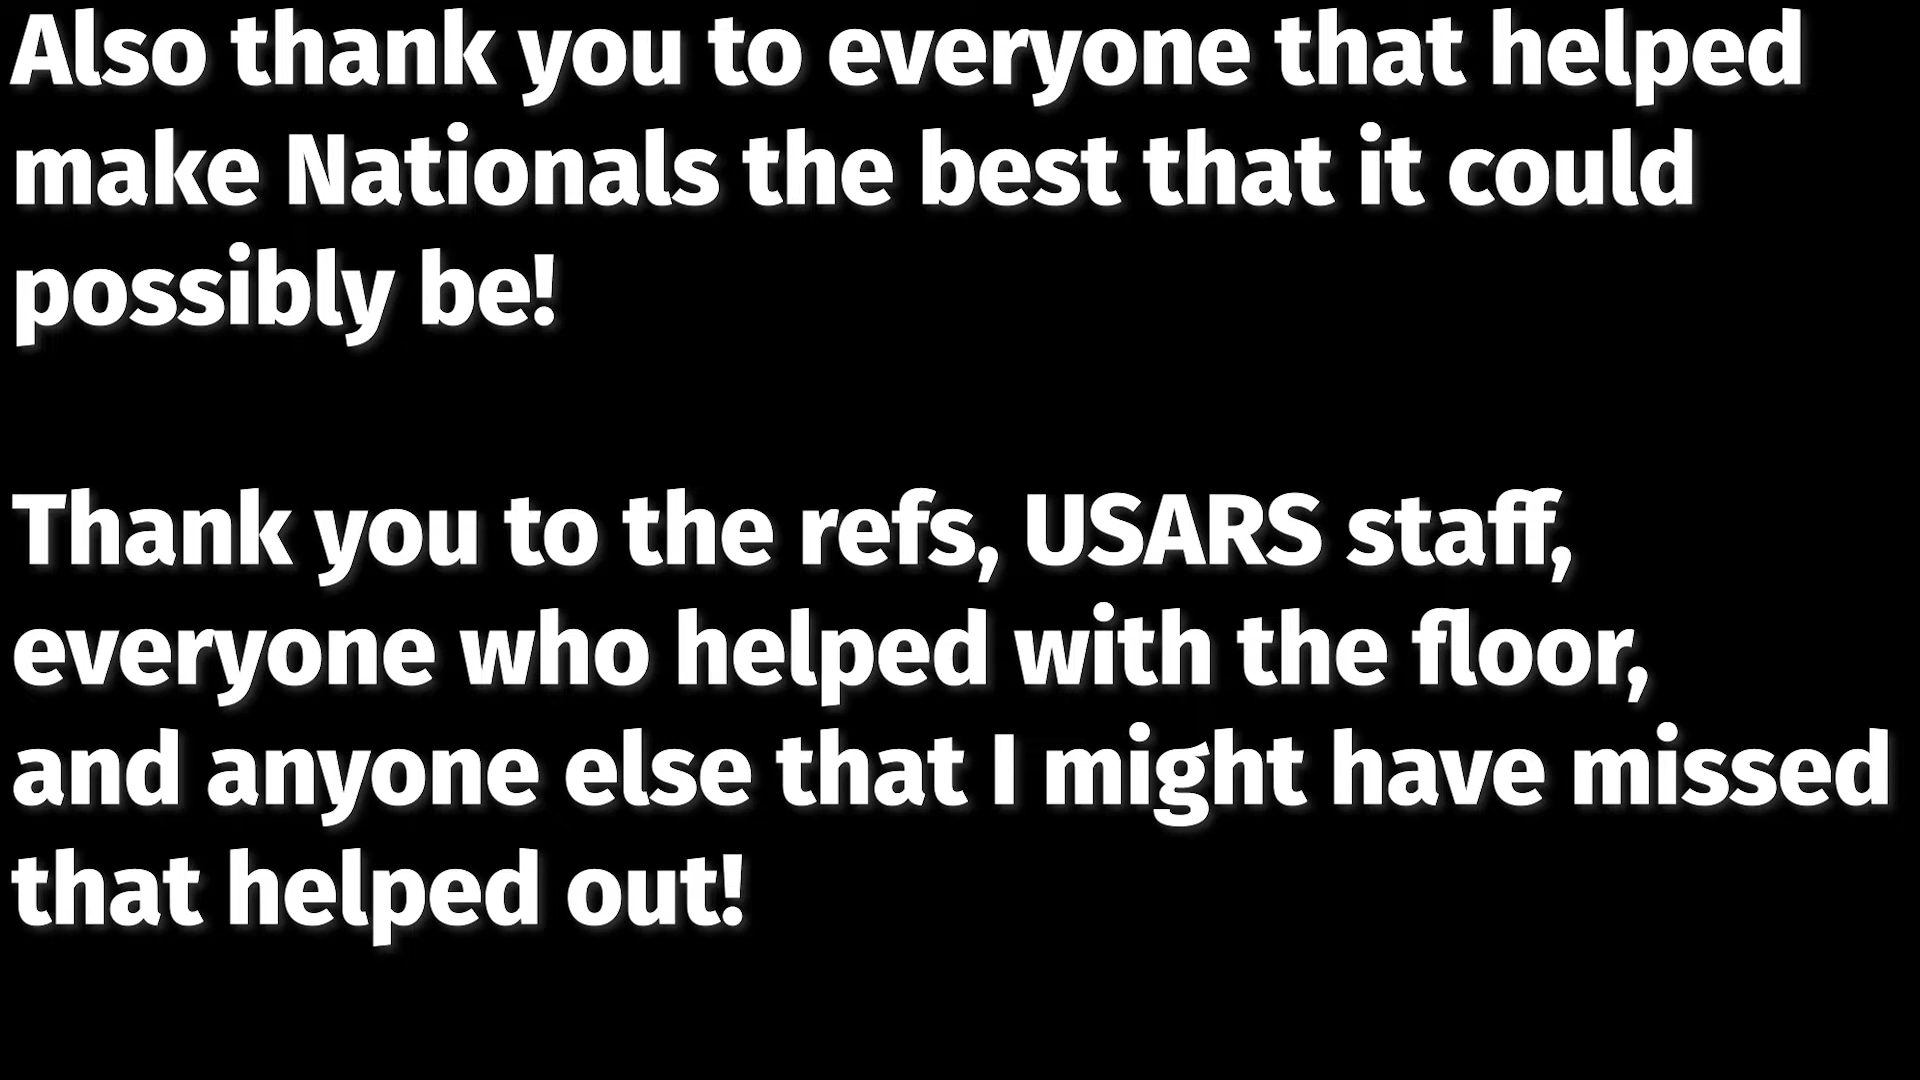 Also thank you to everyone that helped
make Nationals the best that it could
possibly be!
Thank you to the refs, USARS staff,
everyone who helped with the floor,
and anyone else that I might have missed
that helped out!